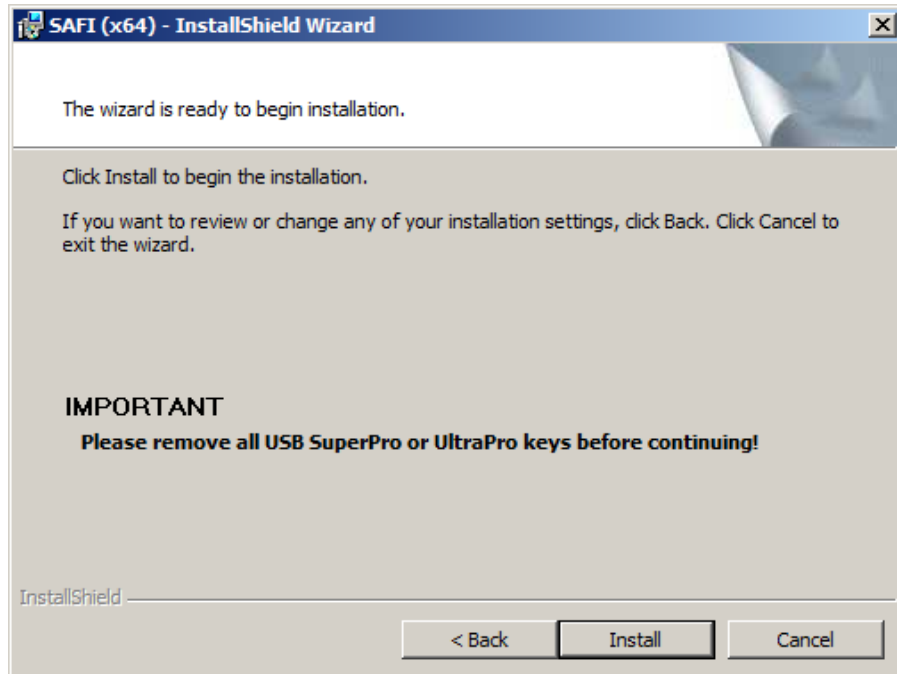 SAFI (x64) - InstallShield Wizard
The wizard is ready to begin installation.
Click Install to begin the installation.
If you want to review or change any of your installation settings, click Back. Click Cancel to
exit the wizard.
IMPORTANT
Please remove all USB SuperPro or UltraPro keys before continuing!
InstallShield
< Back Install Cancel